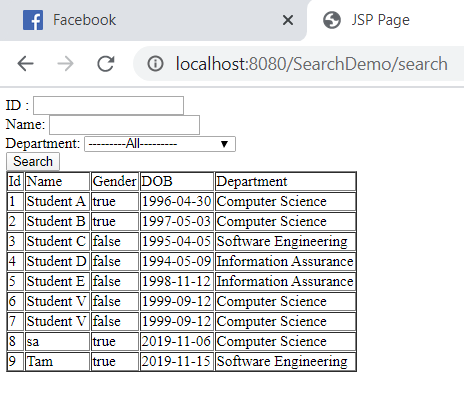 Facebook JSP Page
localhost:8080/SearchDemo/search
ID :
Name:
Department: ---------All---------
Search
Id Name Gender DOB Department
1 Student A true 1996-04-30 Computer Science
2 Student B true 1997-05-03 Computer Science
3 Student C false 1995-04-05 Software Engineering
4 Student D false 1994-05-09 Information Assurance
5 Student E false 1998-11-12 Information Assurance
6 Student V false 1999-09-12 Computer Science
7 Student V false 1999-09-12 Computer Science
8 sa true 2019-11-06 Computer Science
9 Tam true 2019-11-15 Software Engineering